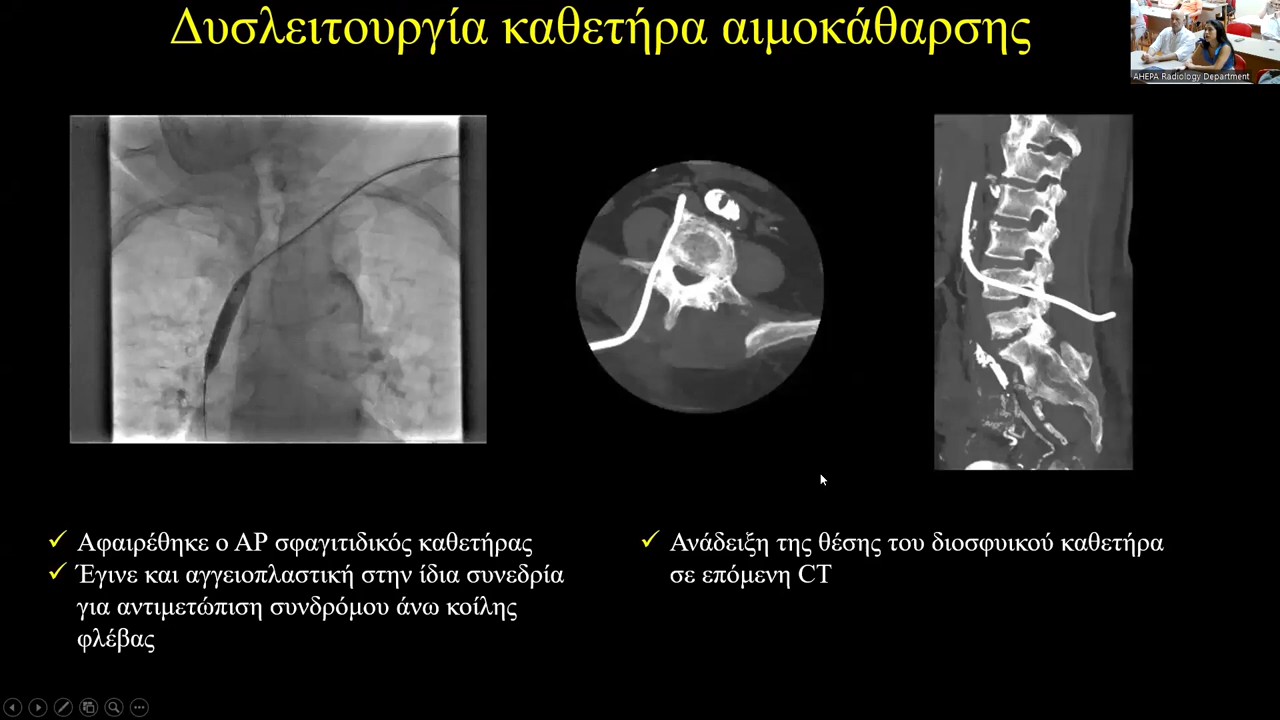 Δυσλειτουργία καθετήρα αιμοκάθαρσης
AHEPA Radiology Department
Αφαιρέθηκε ο ΑΡ σφαγιτιδικός καθετήρας
Έγινε και αγγειοπλαστική στην ίδια συνεδρία
για αντιμετώπιση συνδρόμου άνω κοίλης
φλέβας
Ανάδειξη της θέσης του διοσφυικού καθετήρα
σε επόμενη CT